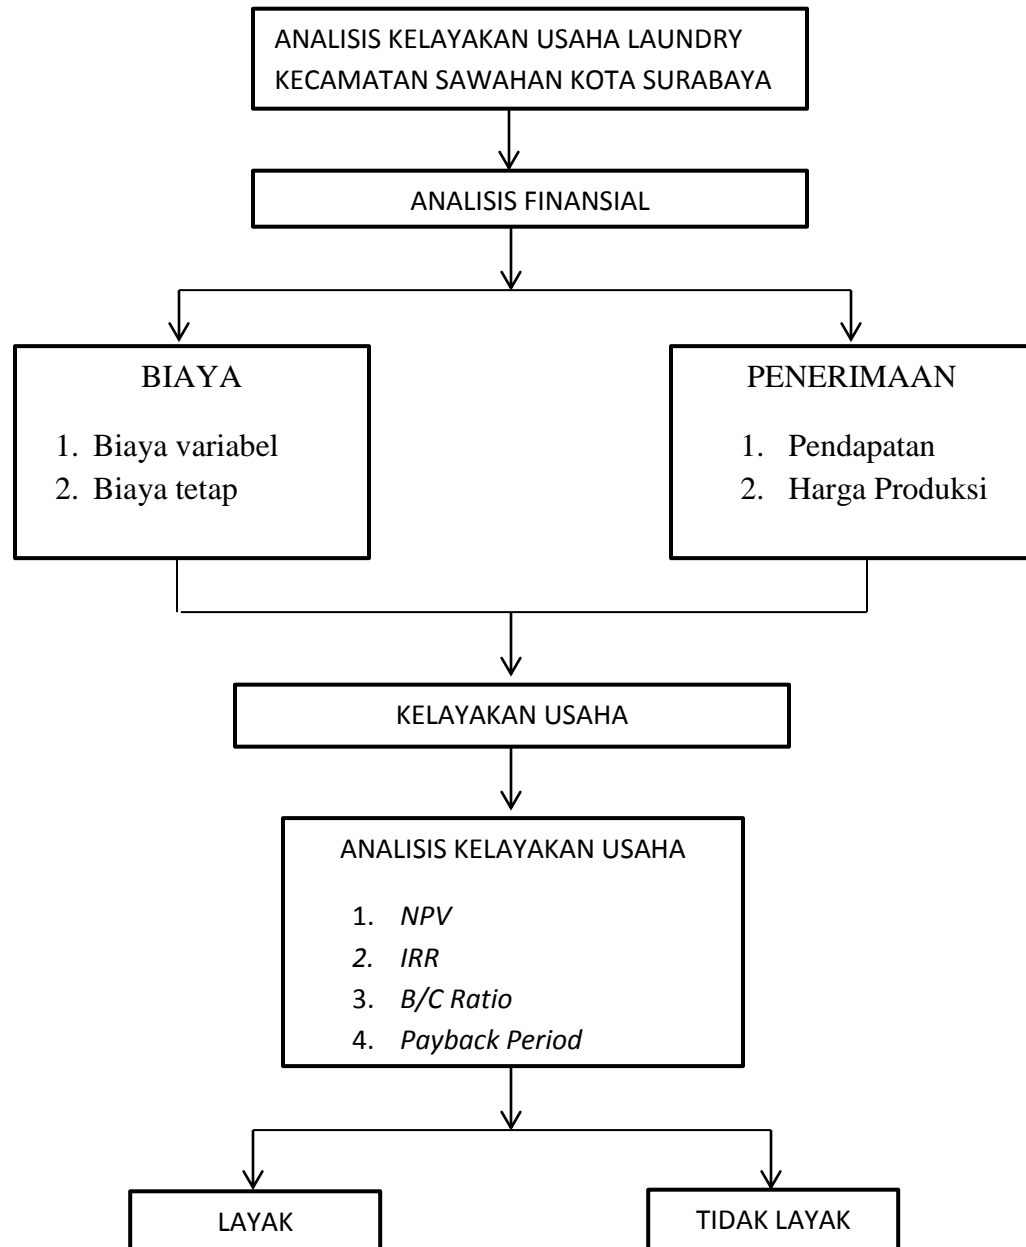 ANALISIS KELAYAKAN USAHA LAUNDRY
KECAMATAN SAWAHAN KOTA SURABAYA
ANALISIS FINANSIAL
BIAYA
1. Biaya variabel
2. Biaya tetap
PENERIMAAN
1. Pendapatan
2. Harga Produksi
KELAYAKAN USAHA
ANALISIS KELAYAKAN USAHA
1. NPV
2. IRR
3. B/C Ratio
4. Payback Period
LAYAK
TIDAK LAYAK